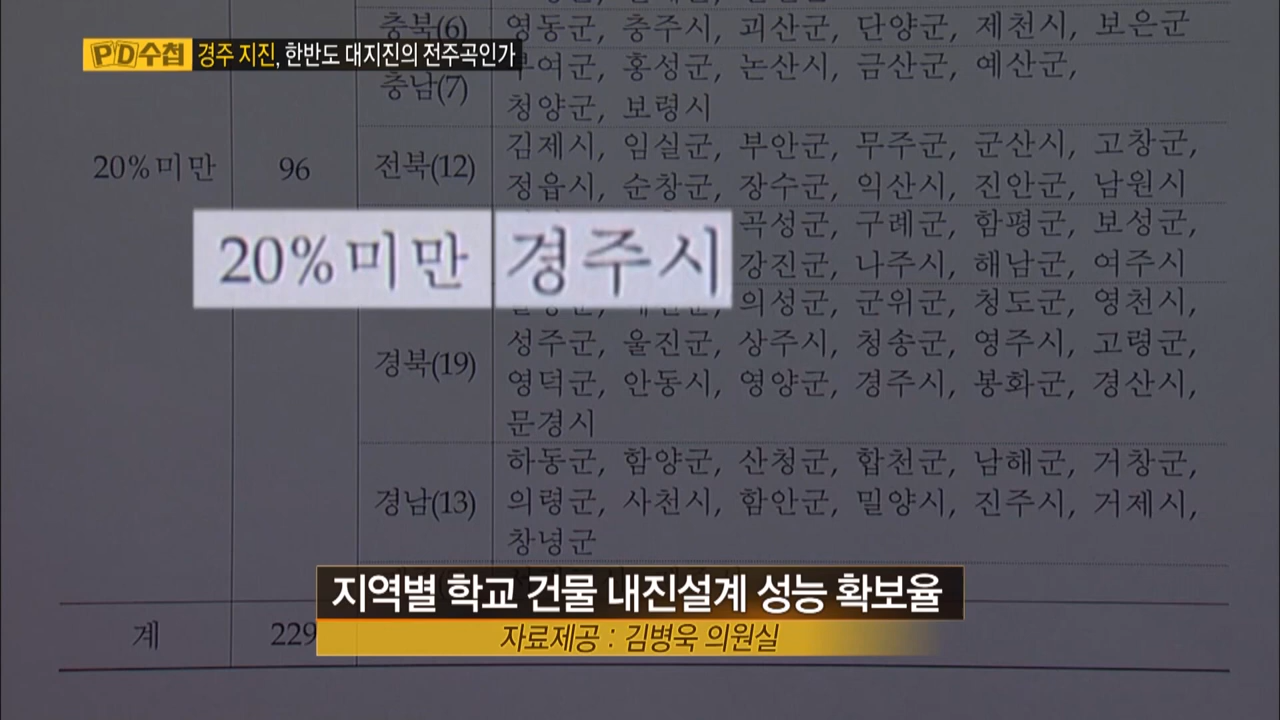 PD수첩 경주 지진, 한반도 대지진의 전주곡인가
충북(6) 영동군, 충주시, 괴산군, 단양군, 제천시, 보은군
충남(7) 홍성군, 논산시, 금산군, 예산군,
청양군, 보령시
20%미만 96 전북(12) 김제시, 임실군, 부안군, 무주군, 군산시, 고창군,
정읍시, 순창군, 장수군, 익산시, 진안군, 남원시
곡성군, 구례군, 함평군, 보성군,
20%미만 경주시
강진군, 나주시, 해남군, 여주시
의성군, 군위군, 청도군, 영천시,
경북(19) 성주군, 울진군, 상주시, 청송군, 영주시, 고령군,
영덕군, 안동시, 영양군, 경주시, 봉화군, 경산시,
문경시
하동군, 함양군, 산청군, 합천군, 남해군, 거창군,
경남(13) 의령군, 사천시, 함안군, 밀양시, 진주시, 거제시,
창녕군
지역별 학교 건물 내진설계 성능 확보율
계 229
자료제공 : 김병욱 의원실